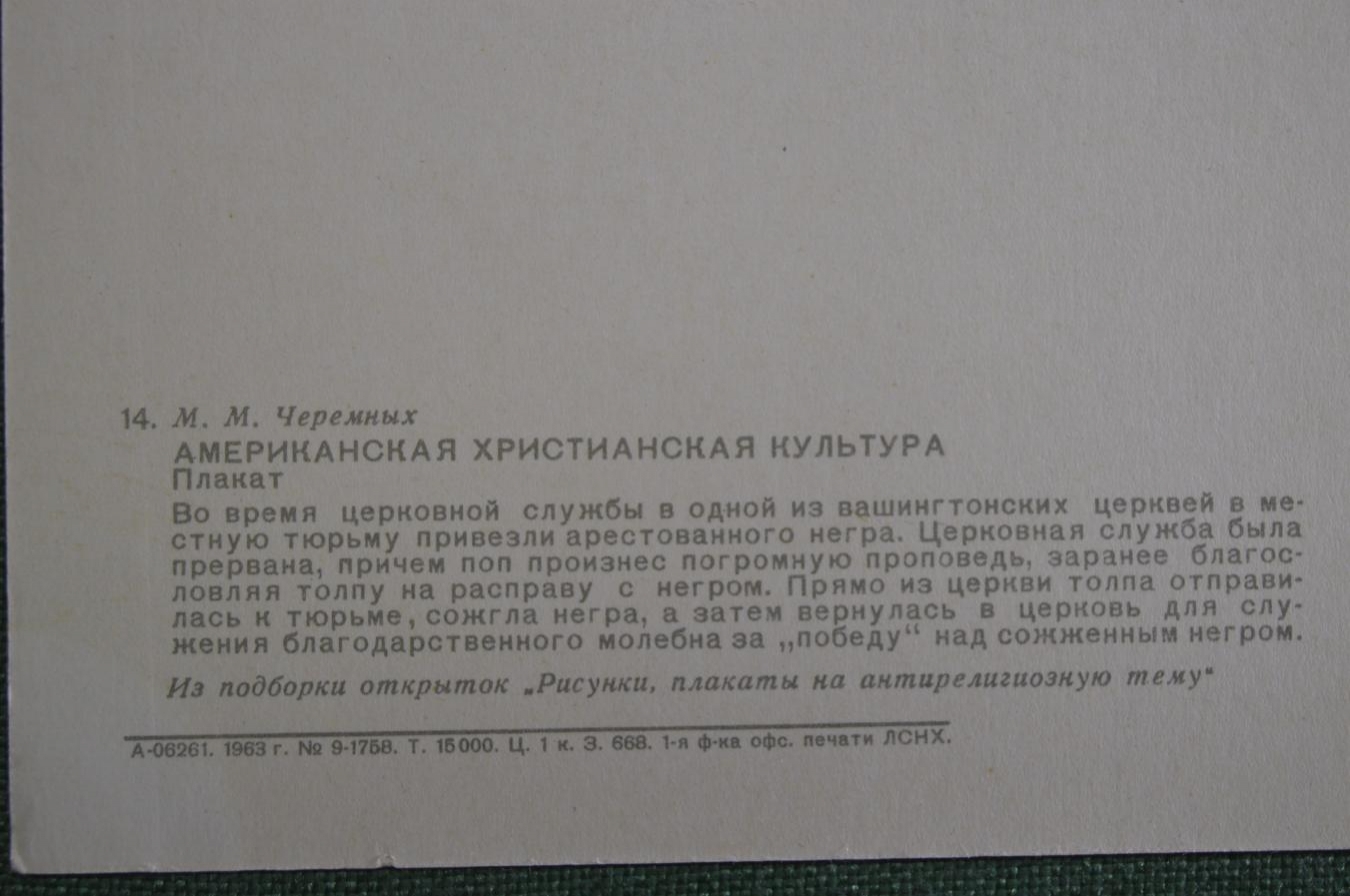 14. М. М. Черемных
АМЕРИКАНСКАЯ ХРИСТИАНСКАЯ КУЛЬТУРА
Плакат
Во время церковной службы в одной из вашингтонских церквей в ме-
стную тюрьму привезли арестованного негра. Церковная служба была
прервана, причем поп произнес погромную проповедь, заранее благос-
ловляя толпу на расправу с негром. Прямо из церкви толпа отправи-
лась к тюрьме, сожгла негра, а затем вернулась в церковь для слу-
жения благодарственного молебна за „победу“ над сожженным негром.
Из подборки открыток „Рисунки, плакаты на антирелигиозную тему“
А-06261. 1963 г. № 9-1758. Т. 15000. Ц. 1 к. З. 668. 1-я ф-ка офс. печати ЛСНХ.